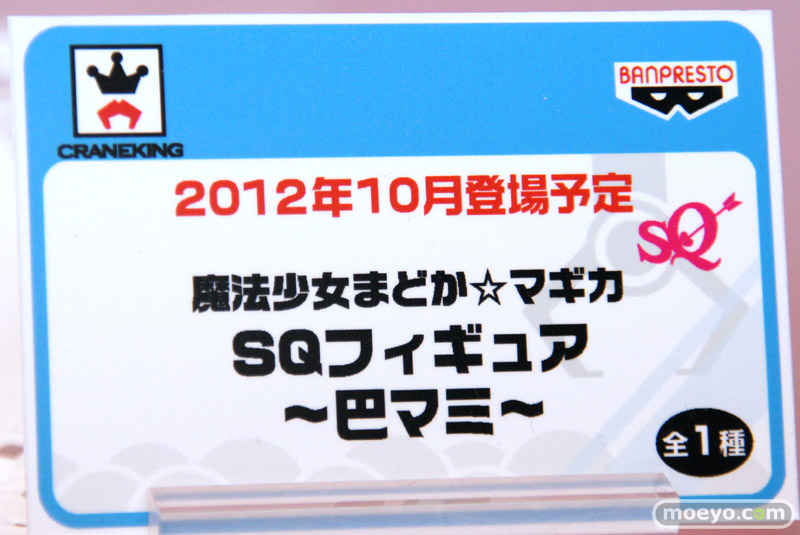 CRANEKING
BANPRESTO
2012年10月登場予定
SQ
魔法少女まどか☆マギカ
SQフィギュア
～巴マミ～
全1種
moeyo.com